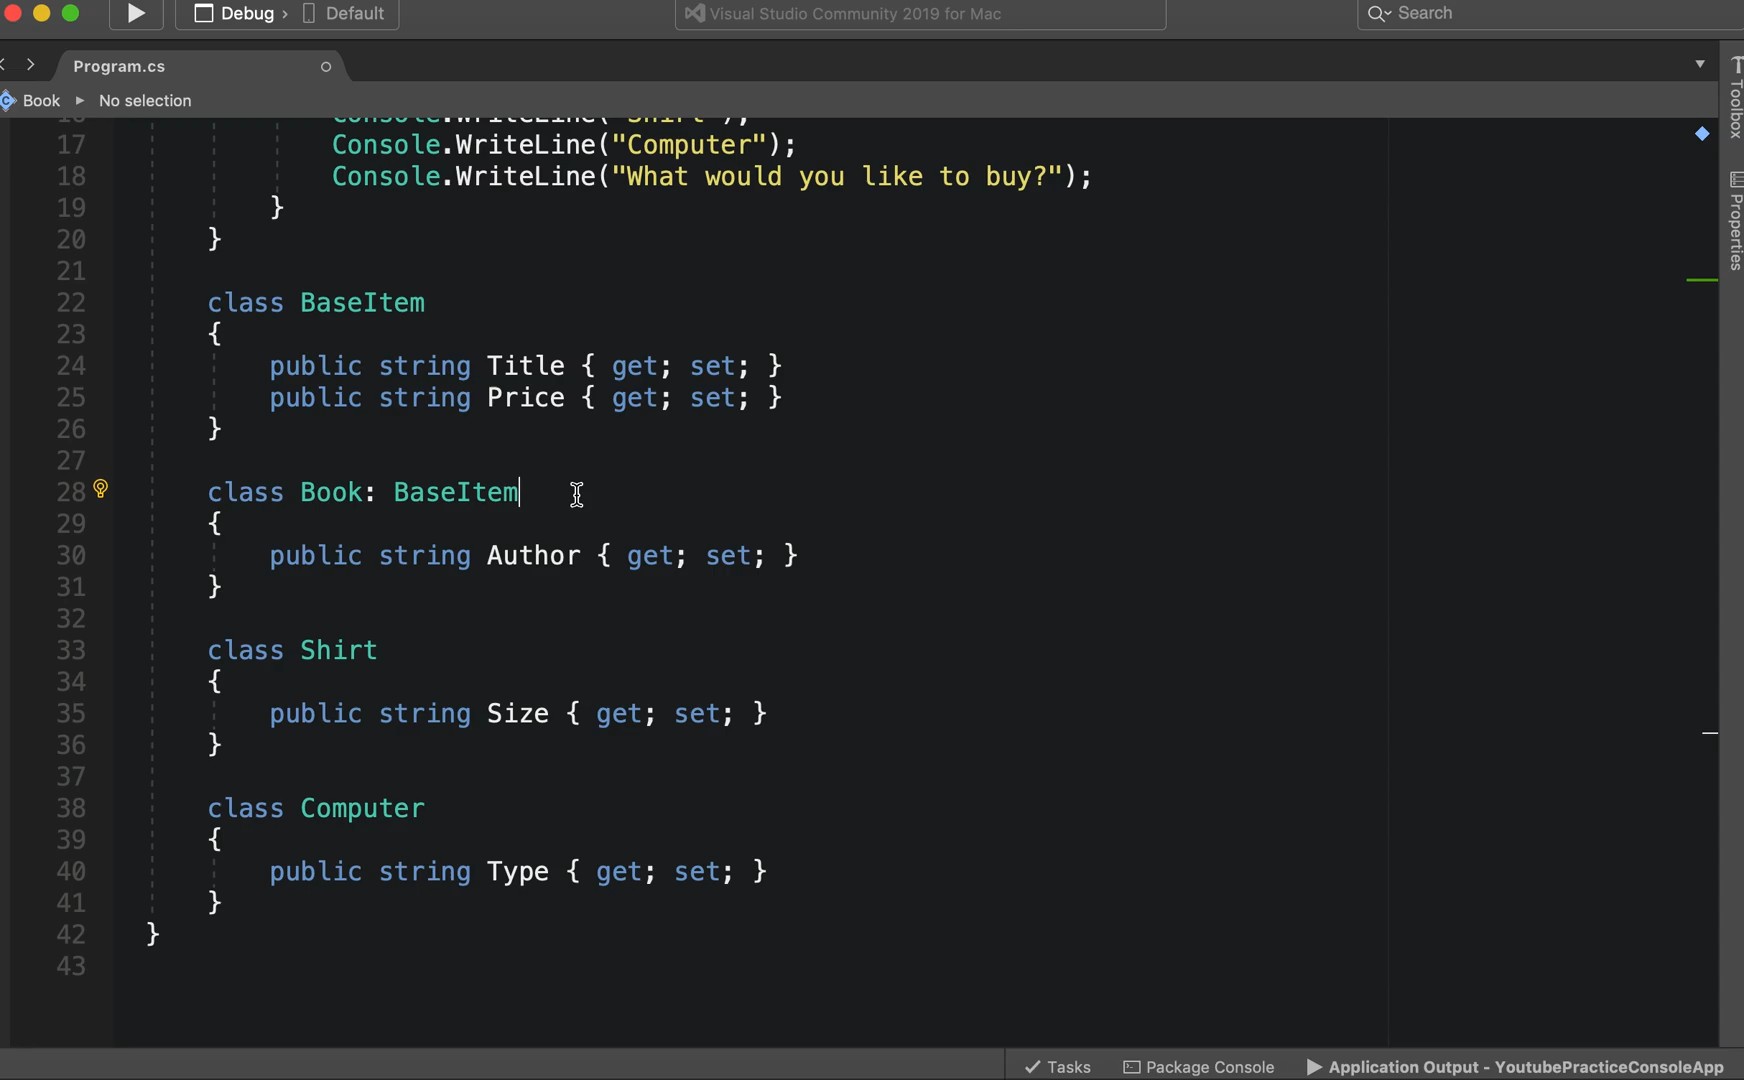 Debug › Default
Visual Studio Community 2019 for Mac
Search
Program.cs
Book ▸ No selection
16 Console.WriteLine("Shirt");
17 Console.WriteLine("Computer");
18 Console.WriteLine("What would you like to buy?");
19 }
20 }
21
22 class BaseItem
23 {
24 public string Title { get; set; }
25 public string Price { get; set; }
26 }
27
28 class Book: BaseItem
29 {
30 public string Author { get; set; }
31 }
32
33 class Shirt
34 {
35 public string Size { get; set; }
36 }
37
38 class Computer
39 {
40 public string Type { get; set; }
41 }
42 }
43
Toolbox
Properties
Tasks
Package Console
Application Output - YoutubePracticeConsoleApp